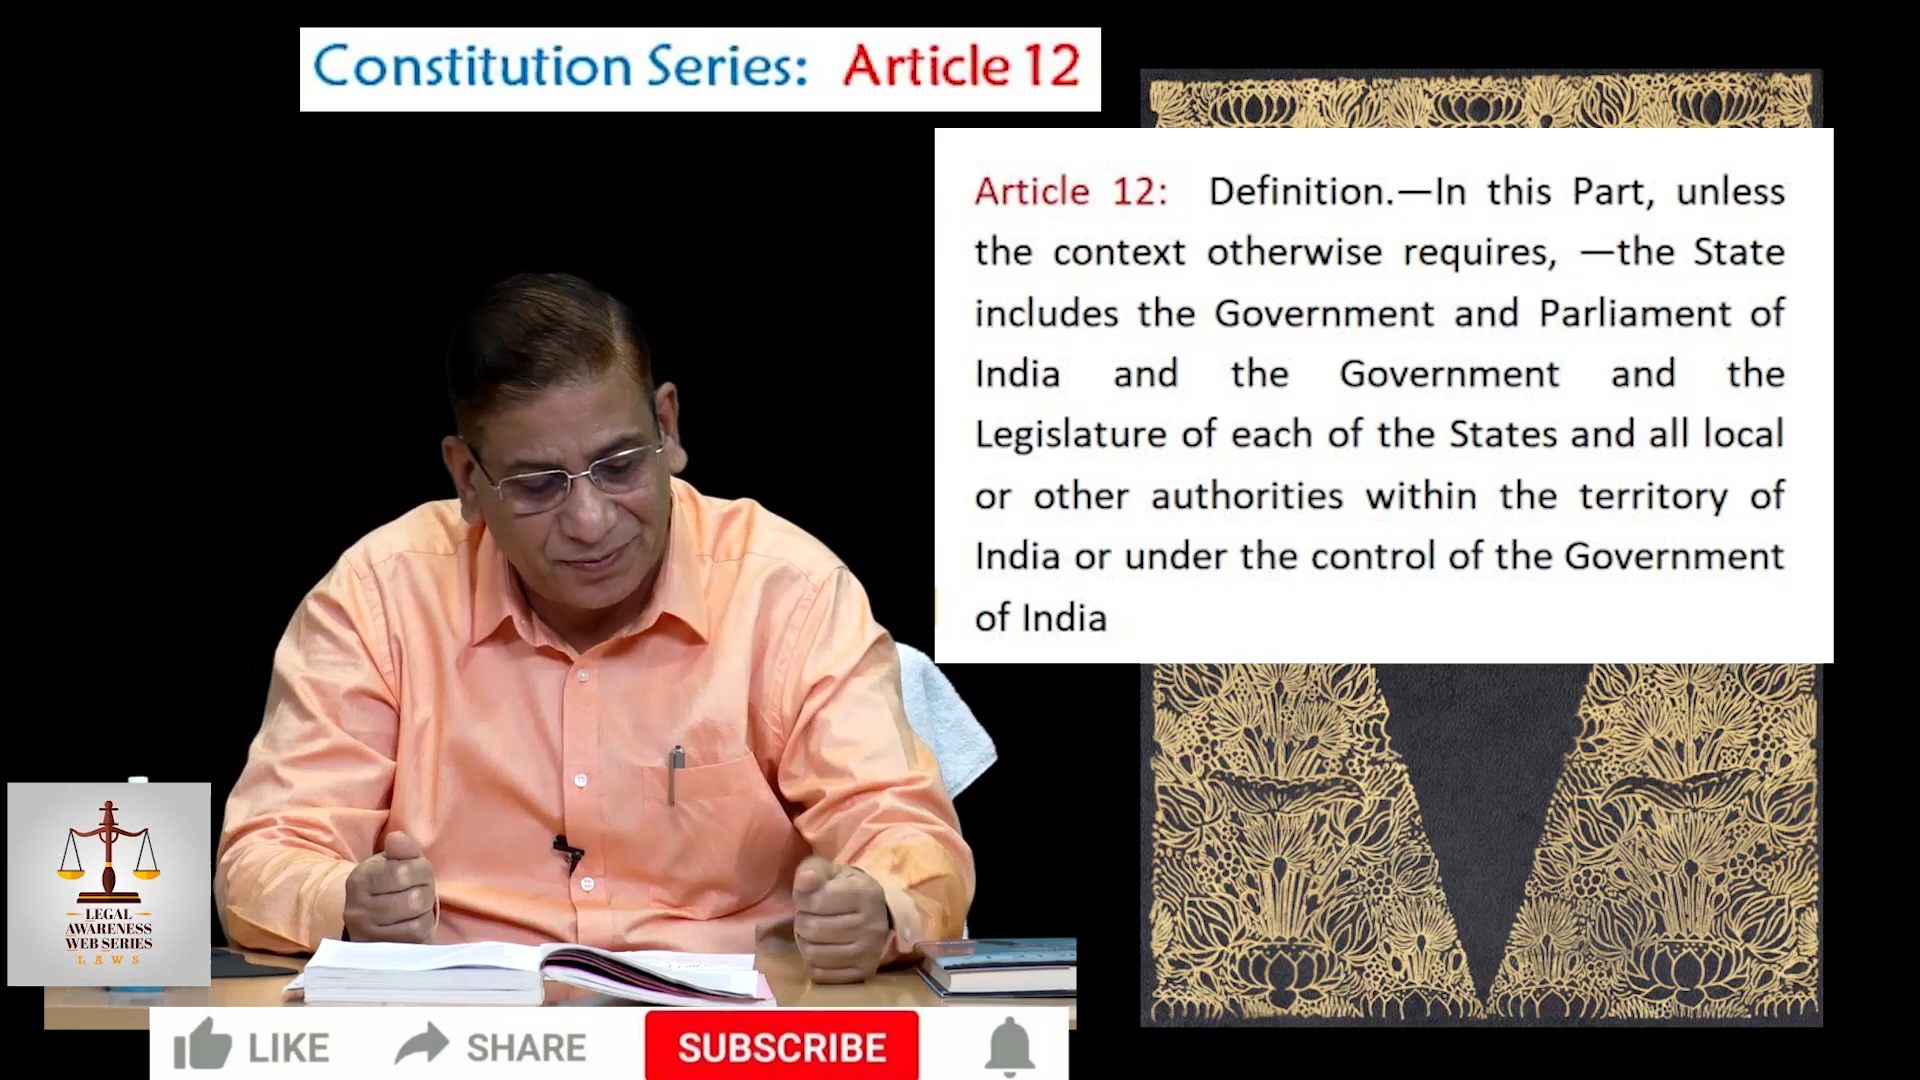 Constitution Series: Article 12
Article 12: Definition.—In this Part, unless
the context otherwise requires, —the State
includes the Government and Parliament of
India and the Government and the
Legislature of each of the States and all local
or other authorities within the territory of
India or under the control of the Government
of India
LEGAL
AWARENESS
WEB SERIES
LAWS
LIKE SHARE SUBSCRIBE